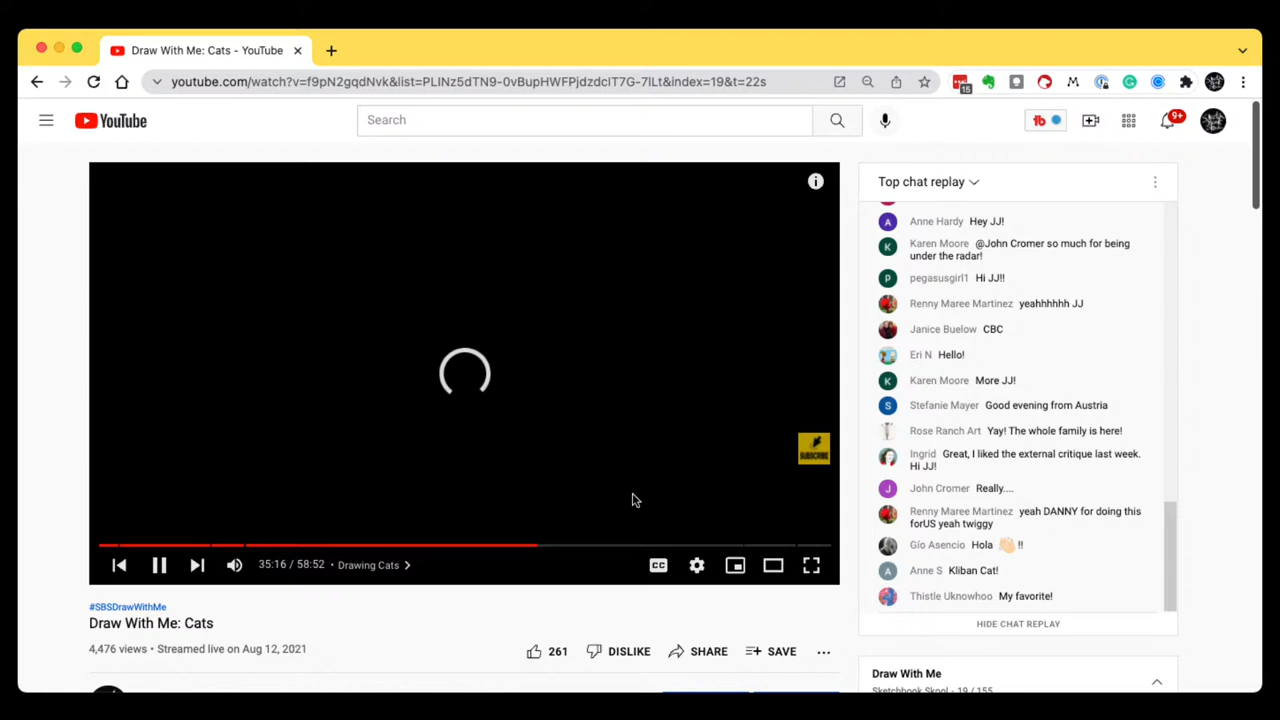 Draw With Me: Cats - YouTube
youtube.com/watch?v=f9pN2gqdNvk&list=PLINz5dTN9-0vBupHWFPjdzdcIT7G-7lLt&index=19&t=22s
15
YouTube
Search
9+
Top chat replay
Anne Hardy Hey JJ!
Karen Moore @John Cromer so much for being
under the radar!
pegasusgirl1 Hi JJ!!
Renny Maree Martinez yeahhhhhh JJ
Janice Buelow CBC
Eri N Hello!
Karen Moore More JJ!
Stefanie Mayer Good evening from Austria
Rose Ranch Art Yay! The whole family is here!
Ingrid Great, I liked the external critique last week.
Hi JJ!
John Cromer Really....
Renny Maree Martinez yeah DANNY for doing this
forUS yeah twiggy
Gío Asencio Hola 👏🏻 !!
Anne S Kliban Cat!
Thistle Uknowhoo My favorite!
HIDE CHAT REPLAY
SUBSCRIBE
35:16 / 58:52 • Drawing Cats
CC
#SBSDrawWithMe
Draw With Me: Cats
4,476 views • Streamed live on Aug 12, 2021
261 DISLIKE SHARE SAVE
Draw With Me
Sketchbook Skool - 19 / 155